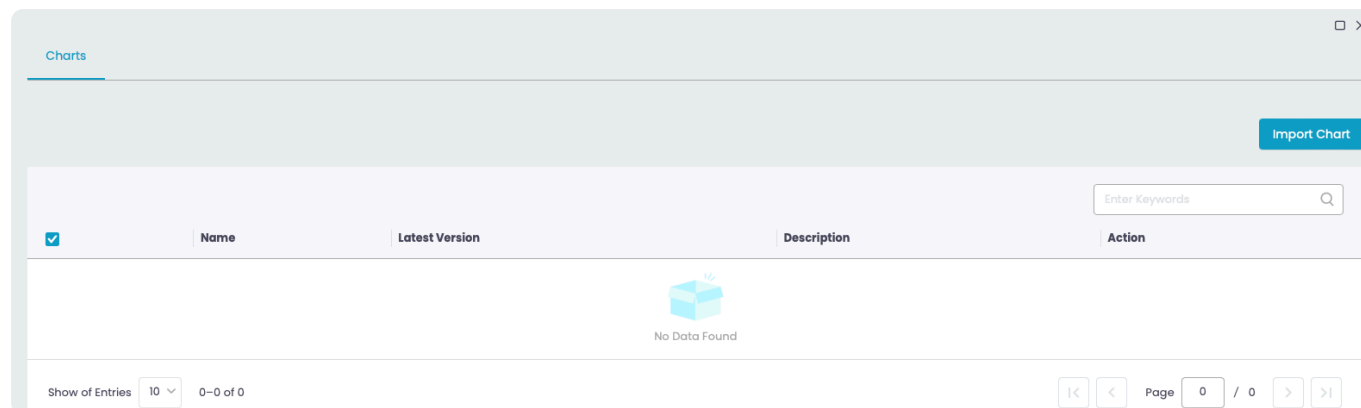 Charts
Import Chart
Enter Keywords
Name Latest Version Description Action
No Data Found
Show of Entries 10 0–0 of 0 Page 0 / 0